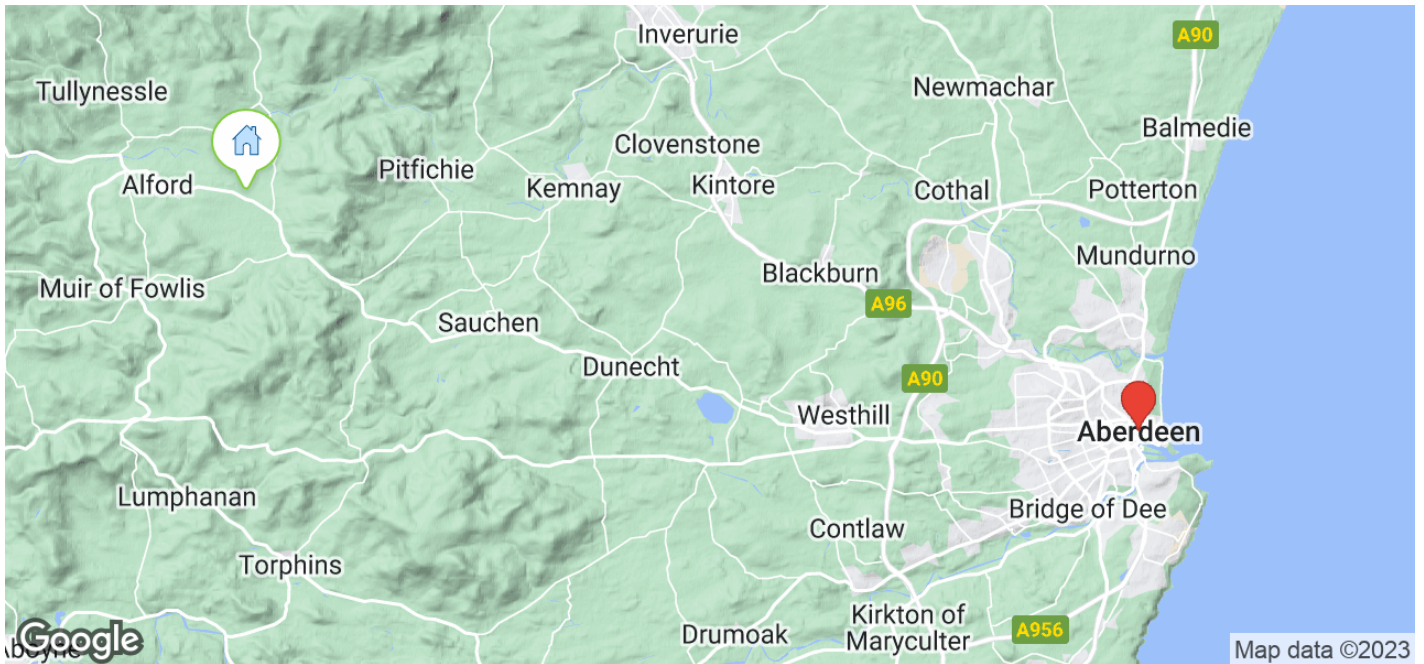 Inverurie
A90
Tullynessle
Newmachar
Balmedie
Clovenstone
Pitfichie
Alford
Kemnay
Kintore
Cothal
Potterton
Mundurno
Blackburn
Muir of Fowlis
A96
Sauchen
Dunecht
A90
Westhill
Aberdeen
Lumphanan
Bridge of Dee
Contlaw
Torphins
Kirkton of
Maryculter
A956
Drumoak
Google
Map data ©2023